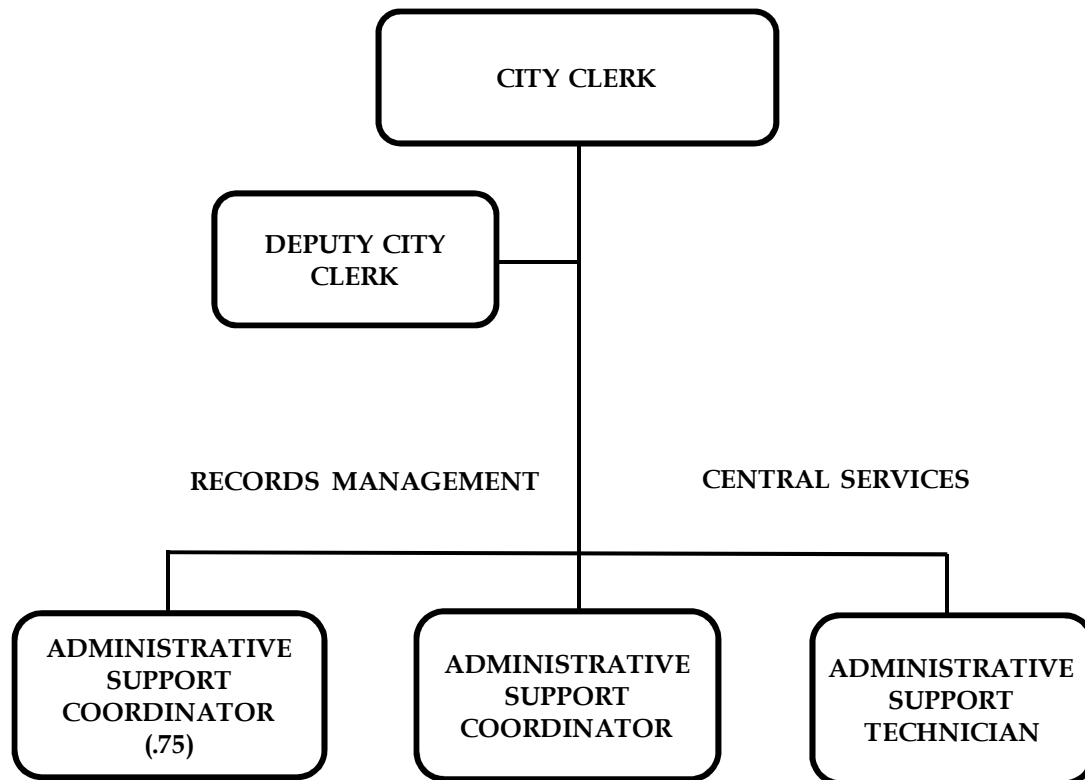 CITY CLERK
DEPUTY CITY
CLERK
RECORDS MANAGEMENT
CENTRAL SERVICES
ADMINISTRATIVE
SUPPORT
COORDINATOR
(.75)
ADMINISTRATIVE
SUPPORT
COORDINATOR
ADMINISTRATIVE
SUPPORT
TECHNICIAN